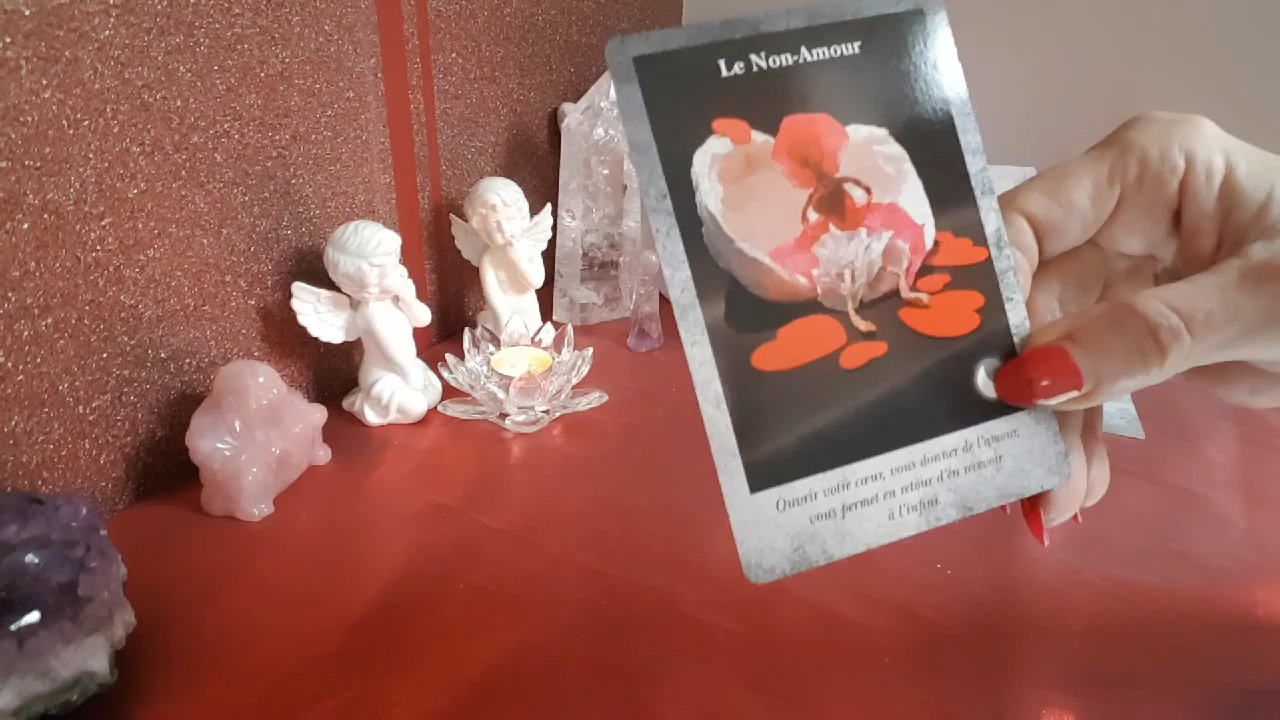 Le Non-Amour
Ouvrir votre cœur, vous donner de l'amour,
vous permet en retour d'en recevoir
à l'infini.